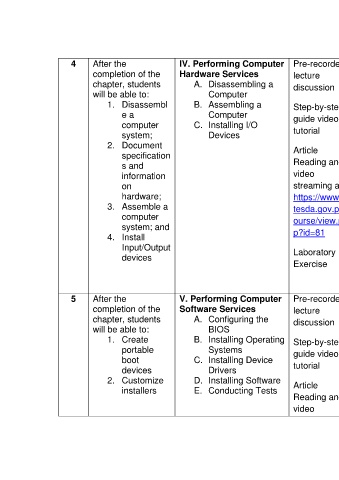 4
After the
completion of the
chapter, students
will be able to:
1. Disassembl
e a
computer
system;
2. Document
specification
s and
information
on
hardware;
3. Assemble a
computer
system; and
4. Install
Input/Output
devices
IV. Performing Computer
Hardware Services
A. Disassembling a
Computer
B. Assembling a
Computer
C. Installing I/O
Devices
Pre-recorde
lecture
discussion
Step-by-ste
guide video
tutorial
Article
Reading an
video
streaming a
https://www
tesda.gov.p
ourse/view.
p?id=81
Laboratory
Exercise
5
After the
completion of the
chapter, students
will be able to:
1. Create
portable
boot
devices
2. Customize
installers
V. Performing Computer
Software Services
A. Configuring the
BIOS
B. Installing Operating
Systems
C. Installing Device
Drivers
D. Installing Software
E. Conducting Tests
Pre-recorde
lecture
discussion
Step-by-ste
guide video
tutorial
Article
Reading an
video